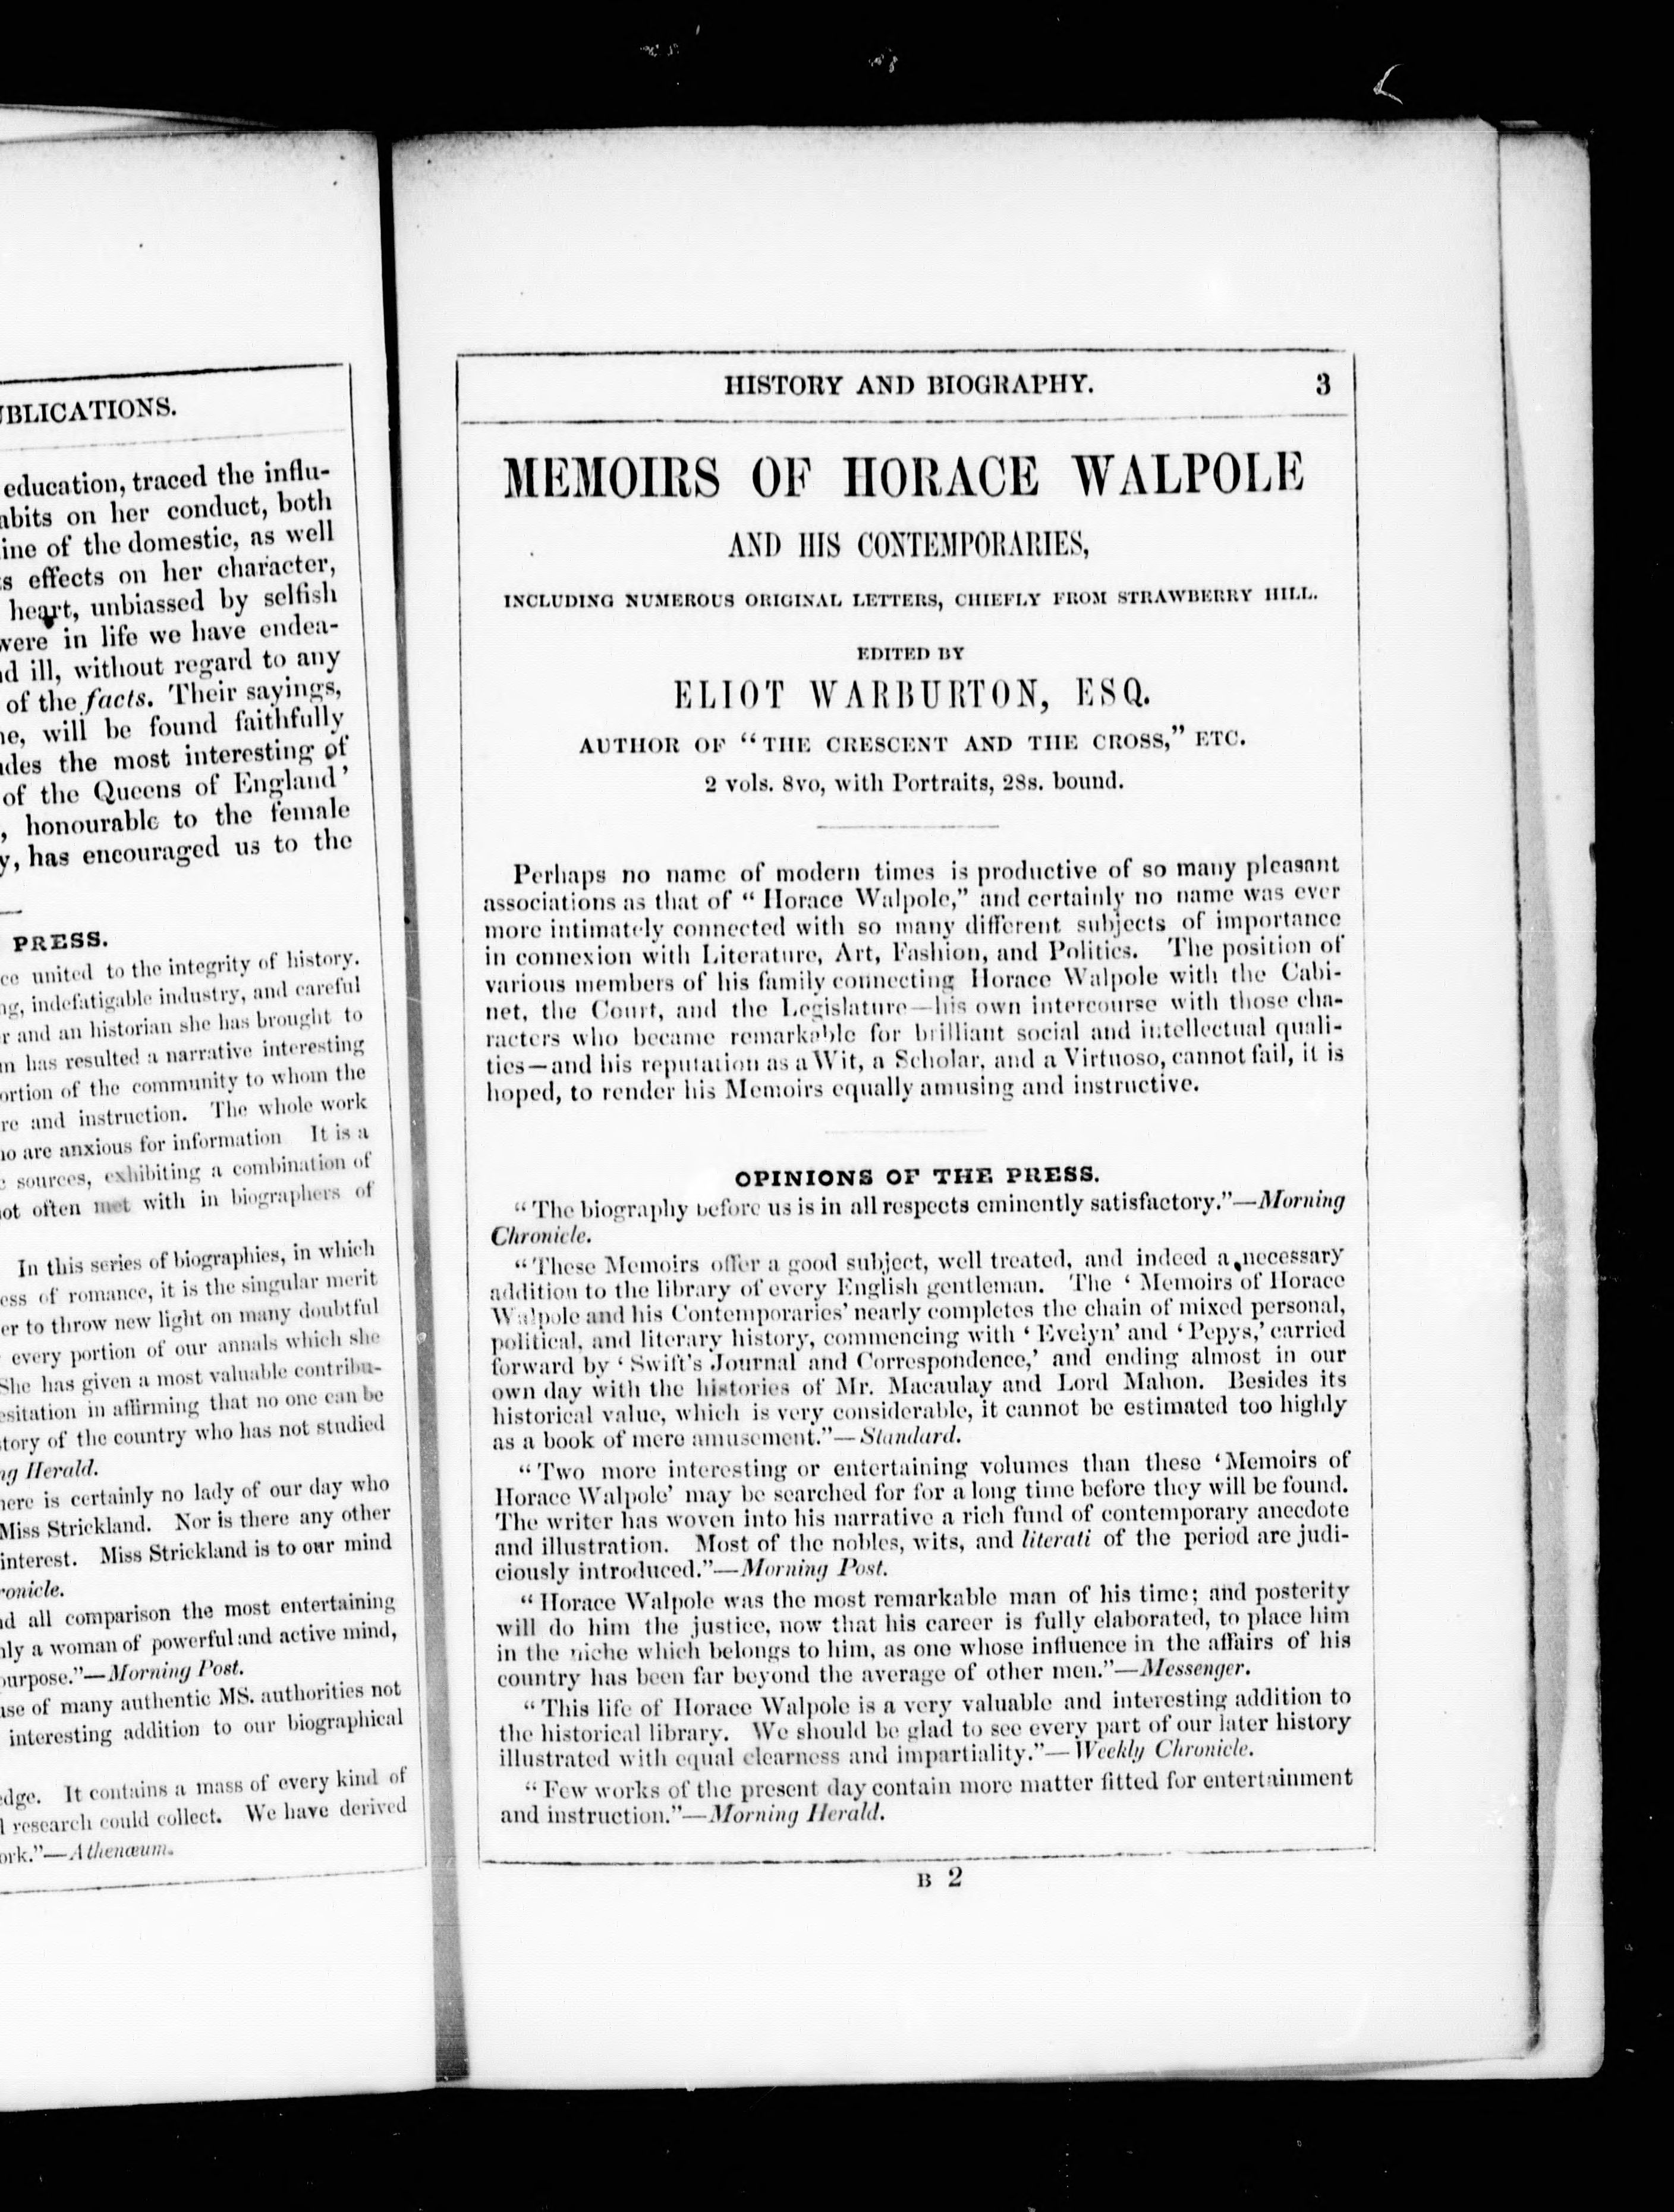 UBLICATIONS.
education, traced the influ-
abits on her conduct, both
ine of the domestic, as well
s effects on her character,
heart, unbiassed by selfish
were in life we have endea-
d ill, without regard to any
of the facts. Their sayings,
ne, will be found faithfully
des the most interesting of
of the Queens of England’
, honourable to the female
y, has encouraged us to the
PRESS.
ce united to the integrity of history.
ng, indefatigable industry, and careful
r and an historian she has brought to
m has resulted a narrative interesting
ortion of the community to whom the
re and instruction. The whole work
ho are anxious for information It is a
c sources, exhibiting a combination of
ot often met with in biographers of
In this series of biographies, in which
ess of romance, it is the singular merit
er to throw new light on many doubtful
every portion of our annals which she
She has given a most valuable contribu-
esitation in affirming that no one can be
story of the country who has not studied
ng Herald.
here is certainly no lady of our day who
Miss Strickland. Nor is there any other
interest. Miss Strickland is to our mind
ronicle.
d all comparison the most entertaining
nly a woman of powerful and active mind,
purpose.”—Morning Post.
use of many authentic MS. authorities not
interesting addition to our biographical
edge. It contains a mass of every kind of
l research could collect. We have derived
ork.”—Athenæum.
HISTORY AND BIOGRAPHY. 3
MEMOIRS OF HORACE WALPOLE
AND HIS CONTEMPORARIES,
INCLUDING NUMEROUS ORIGINAL LETTERS, CHIEFLY FROM STRAWBERRY HILL.
EDITED BY
ELIOT WARBURTON, ESQ.
AUTHOR OF “THE CRESCENT AND THE CROSS,” ETC.
2 vols. 8vo, with Portraits, 28s. bound.
Perhaps no name of modern times is productive of so many pleasant
associations as that of “Horace Walpole,” and certainly no name was ever
more intimately connected with so many different subjects of importance
in connexion with Literature, Art, Fashion, and Politics. The position of
various members of his family connecting Horace Walpole with the Cabi-
net, the Court, and the Legislature—his own intercourse with those cha-
racters who became remarkable for brilliant social and intellectual quali-
ties—and his reputation as a Wit, a Scholar, and a Virtuoso, cannot fail, it is
hoped, to render his Memoirs equally amusing and instructive.
OPINIONS OF THE PRESS.
“The biography before us is in all respects eminently satisfactory.”—Morning
Chronicle.
“These Memoirs offer a good subject, well treated, and indeed a necessary
addition to the library of every English gentleman. The ‘Memoirs of Horace
Walpole and his Contemporaries’ nearly completes the chain of mixed personal,
political, and literary history, commencing with ‘Evelyn’ and ‘Pepys,’ carried
forward by ‘Swift’s Journal and Correspondence,’ and ending almost in our
own day with the histories of Mr. Macaulay and Lord Mahon. Besides its
historical value, which is very considerable, it cannot be estimated too highly
as a book of mere amusement.”—Standard.
“Two more interesting or entertaining volumes than these ‘Memoirs of
Horace Walpole’ may be searched for for a long time before they will be found.
The writer has woven into his narrative a rich fund of contemporary anecdote
and illustration. Most of the nobles, wits, and literati of the period are judi-
ciously introduced.”—Morning Post.
“Horace Walpole was the most remarkable man of his time; and posterity
will do him the justice, now that his career is fully elaborated, to place him
in the niche which belongs to him, as one whose influence in the affairs of his
country has been far beyond the average of other men.”—Messenger.
“This life of Horace Walpole is a very valuable and interesting addition to
the historical library. We should be glad to see every part of our later history
illustrated with equal clearness and impartiality.”—Weekly Chronicle.
“Few works of the present day contain more matter fitted for entertainment
and instruction.”—Morning Herald.
B 2